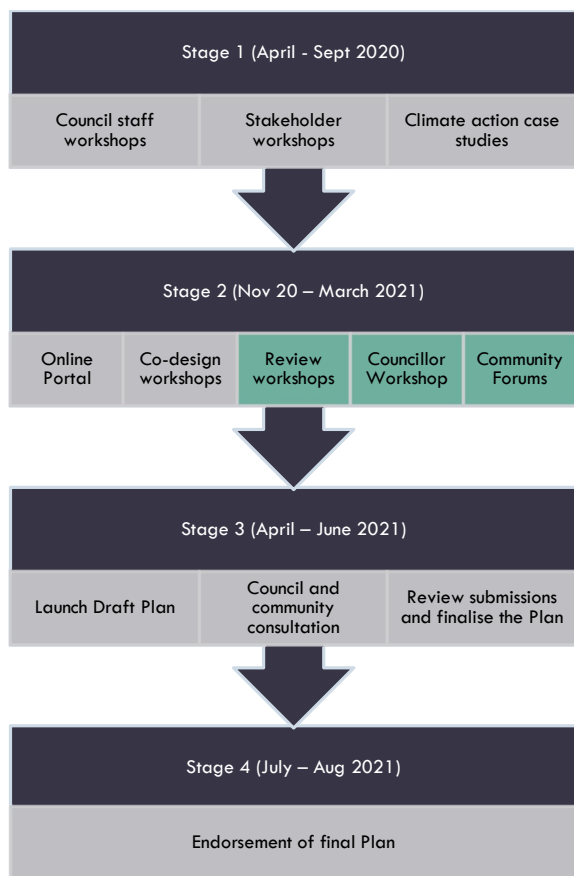 Stage 1 (April - Sept 2020)
Council staff
workshops
Stakeholder
workshops
Climate action case
studies
Stage 2 (Nov 20 – March 2021)
Online
Portal
Co-design
workshops
Review
workshops
Councillor
Workshop
Community
Forums
Stage 3 (April – June 2021)
Launch Draft Plan
Council and
community
consultation
Review submissions
and finalise the Plan
Stage 4 (July – Aug 2021)
Endorsement of final Plan